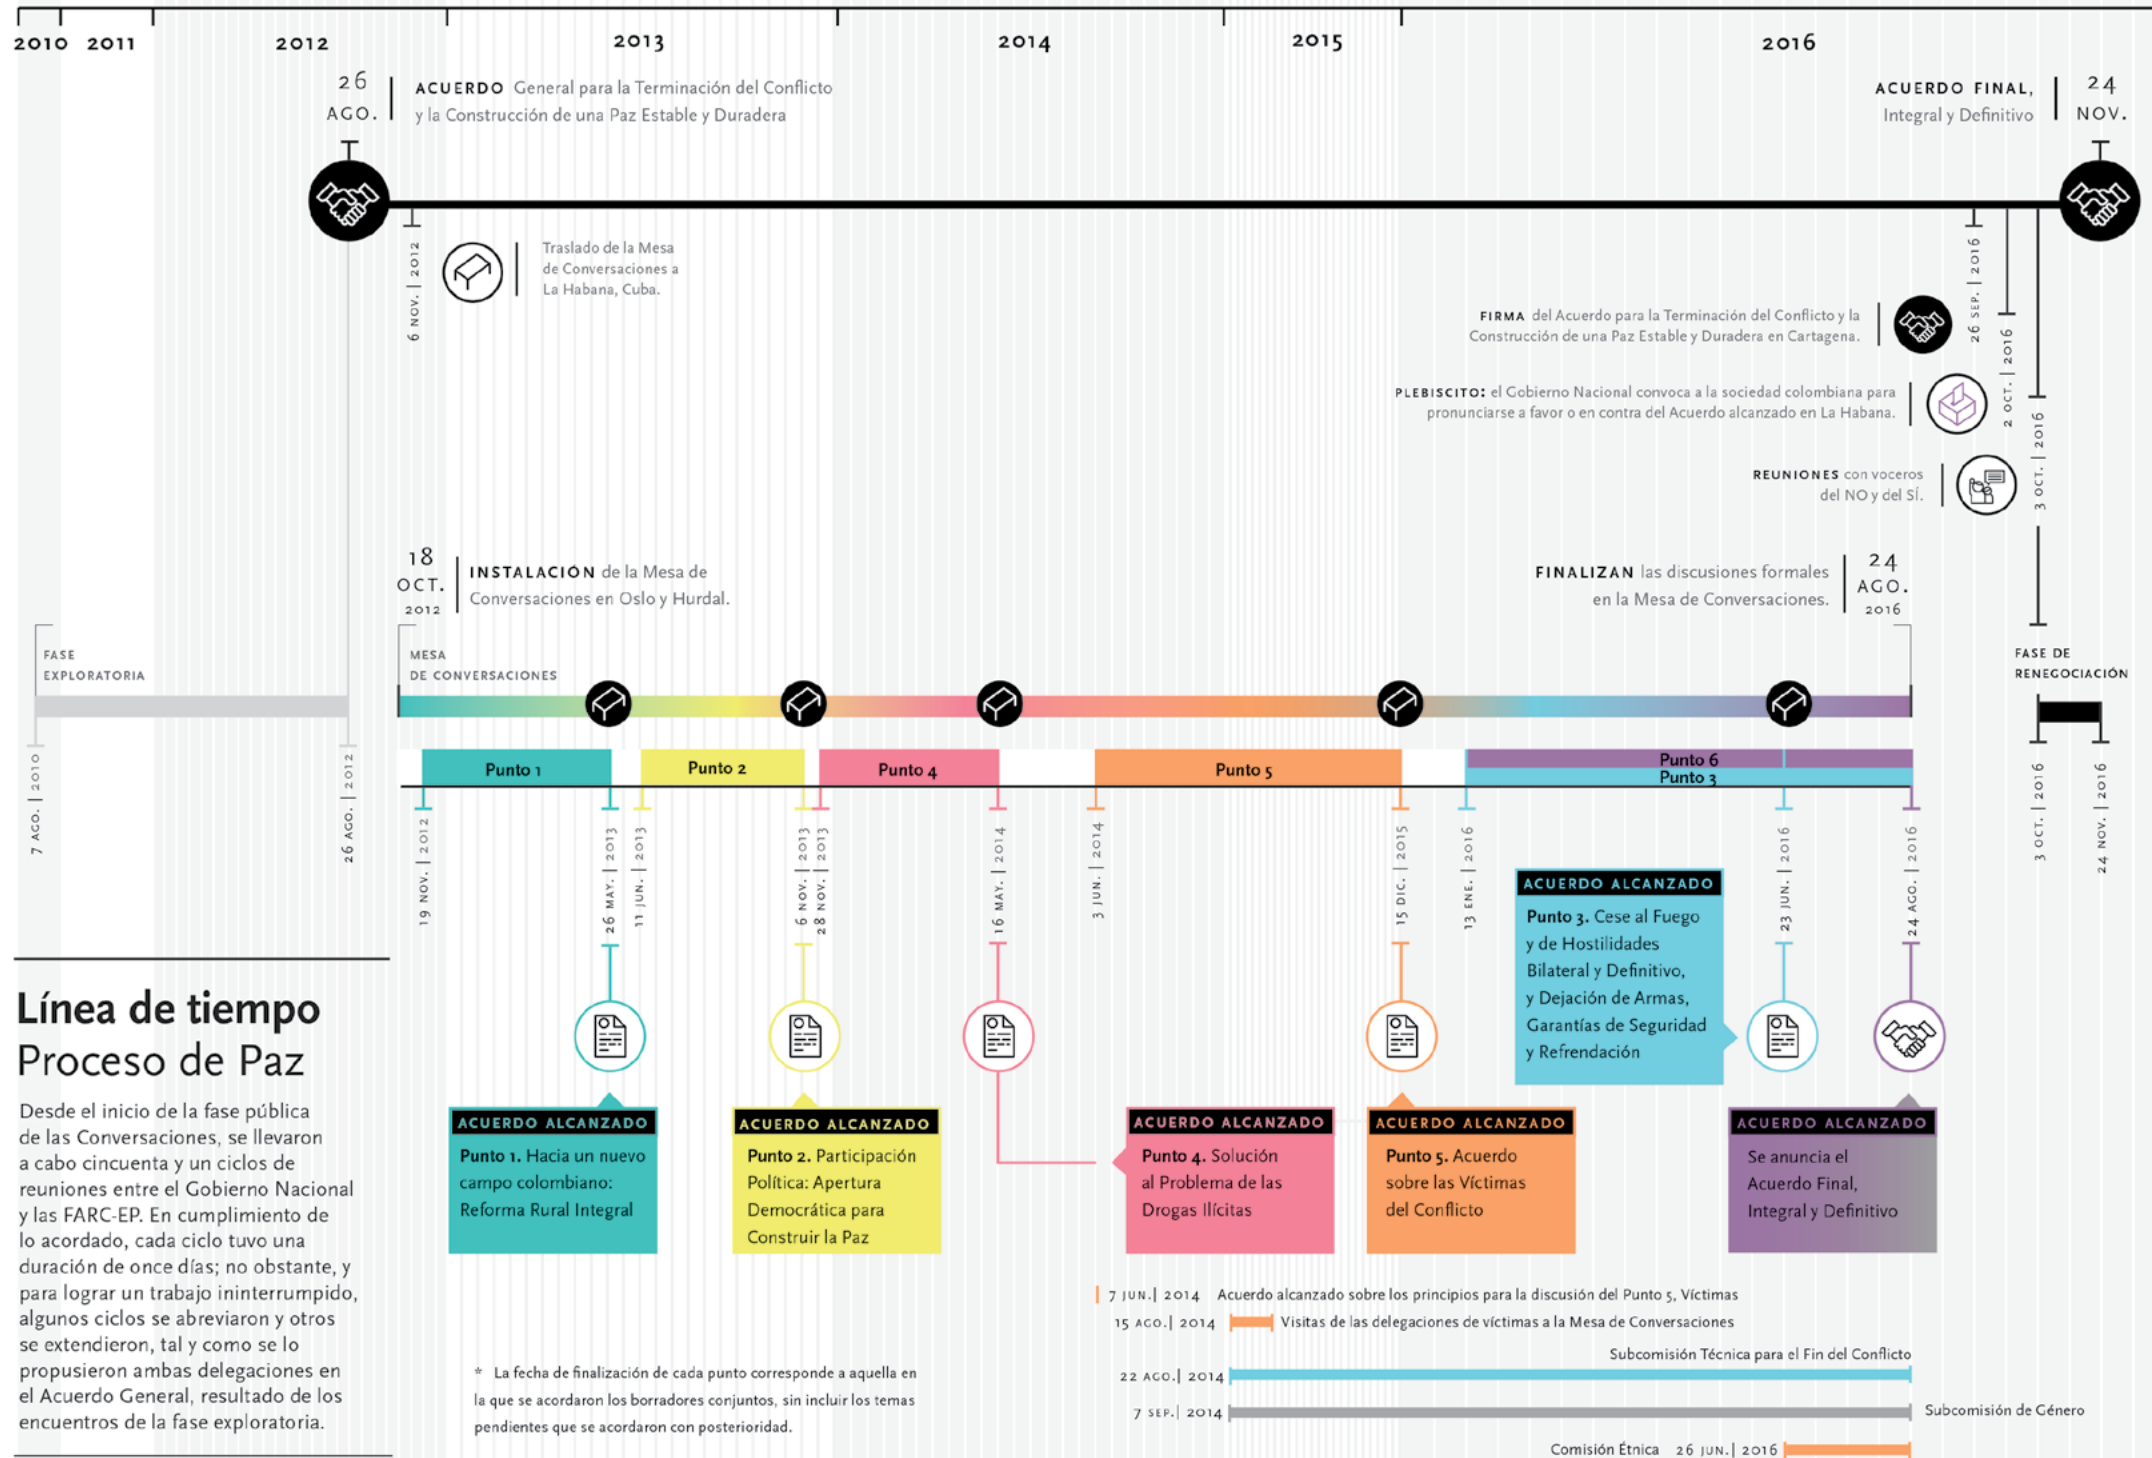 2010 2011 2012 2013 2014 2015 2016
26
AGO.
ACUERDO General para la Terminación del Conflicto
y la Construcción de una Paz Estable y Duradera
ACUERDO FINAL,
Integral y Definitivo
24
NOV.
6 NOV. | 2012
Traslado de la Mesa
de Conversaciones a
La Habana, Cuba.
FIRMA del Acuerdo para la Terminación del Conflicto y la
Construcción de una Paz Estable y Duradera en Cartagena.
26 SEP. | 2016
PLEBISCITO: el Gobierno Nacional convoca a la sociedad colombiana para
pronunciarse a favor o en contra del Acuerdo alcanzado en La Habana.
2 OCT. | 2016
REUNIONES con voceros
del NO y del SÍ.
3 OCT. | 2016
18
OCT.
2012
INSTALACIÓN de la Mesa de
Conversaciones en Oslo y Hurdal.
FINALIZAN las discusiones formales
en la Mesa de Conversaciones.
24
AGO.
2016
FASE
EXPLORATORIA
MESA
DE CONVERSACIONES
FASE DE
RENEGOCIACIÓN
Punto 1
Punto 2
Punto 4
Punto 5
Punto 6
Punto 3
7 AGO. | 2010
26 AGO. | 2012
19 NOV. | 2012
26 MAY. | 2013
11 JUN. | 2013
6 NOV. | 2013
28 NOV. | 2013
16 MAY. | 2014
3 JUN. | 2014
15 DIC. | 2015
13 ENE. | 2016
23 JUN. | 2016
24 AGO. | 2016
3 OCT. | 2016
24 NOV. | 2016
ACUERDO ALCANZADO
Punto 3. Cese al Fuego
y de Hostilidades
Bilateral y Definitivo,
y Dejación de Armas,
Garantías de Seguridad
y Refrendación
Línea de tiempo
Proceso de Paz
Desde el inicio de la fase pública
de las Conversaciones, se llevaron
a cabo cincuenta y un ciclos de
reuniones entre el Gobierno Nacional
y las FARC-EP. En cumplimiento de
lo acordado, cada ciclo tuvo una
duración de once días; no obstante, y
para lograr un trabajo ininterrumpido,
algunos ciclos se abreviaron y otros
se extendieron, tal y como se lo
propusieron ambas delegaciones en
el Acuerdo General, resultado de los
encuentros de la fase exploratoria.
ACUERDO ALCANZADO
Punto 1. Hacia un nuevo
campo colombiano:
Reforma Rural Integral
ACUERDO ALCANZADO
Punto 2. Participación
Política: Apertura
Democrática para
Construir la Paz
ACUERDO ALCANZADO
Punto 4. Solución
al Problema de las
Drogas Ilícitas
ACUERDO ALCANZADO
Punto 5. Acuerdo
sobre las Víctimas
del Conflicto
ACUERDO ALCANZADO
Se anuncia el
Acuerdo Final,
Integral y Definitivo
7 JUN.| 2014 Acuerdo alcanzado sobre los principios para la discusión del Punto 5, Víctimas
15 AGO.| 2014 Visitas de las delegaciones de víctimas a la Mesa de Conversaciones
Subcomisión Técnica para el Fin del Conflicto
22 AGO.| 2014
7 SEP.| 2014 Subcomisión de Género
Comisión Étnica 26 JUN.| 2016
* La fecha de finalización de cada punto corresponde a aquella en
la que se acordaron los borradores conjuntos, sin incluir los temas
pendientes que se acordaron con posterioridad.